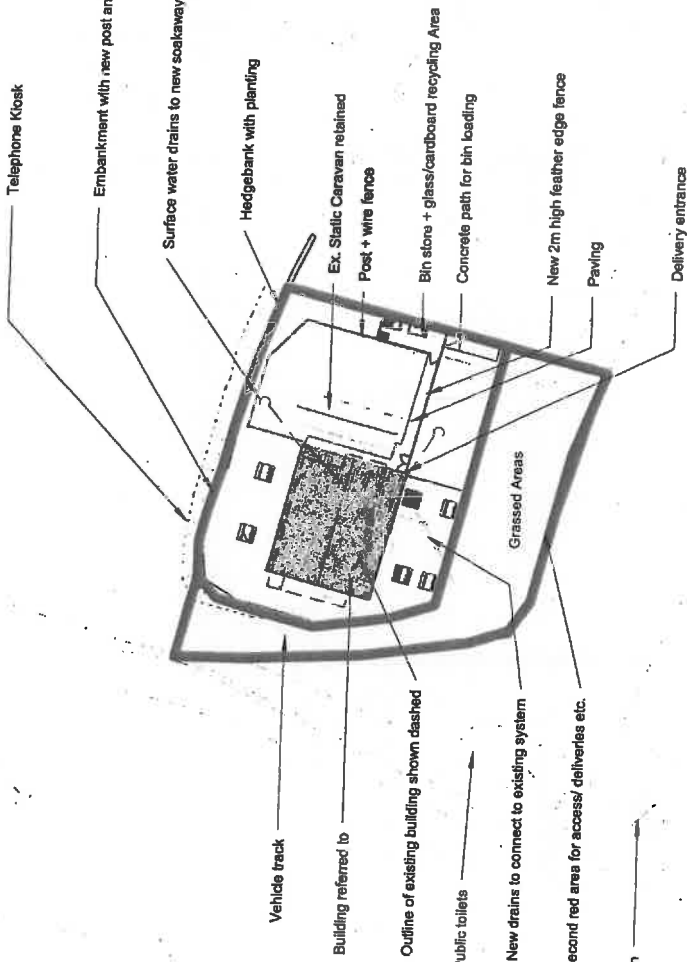 Telephone Kiosk
Embankment with new post an
Surface water drains to new soakaway
Hedgebank with planting
Ex. Static Caravan retained
Post + wire fence
Bin store + glass/cardboard recycling Area
Concrete path for bin loading
New 2m high feather edge fence
Paving
Delivery entrance
Grassed Areas
Vehicle track
Building referred to
Outline of existing building shown dashed
ublic toilets
New drains to connect to existing system
econd red area for access/ deliveries etc.